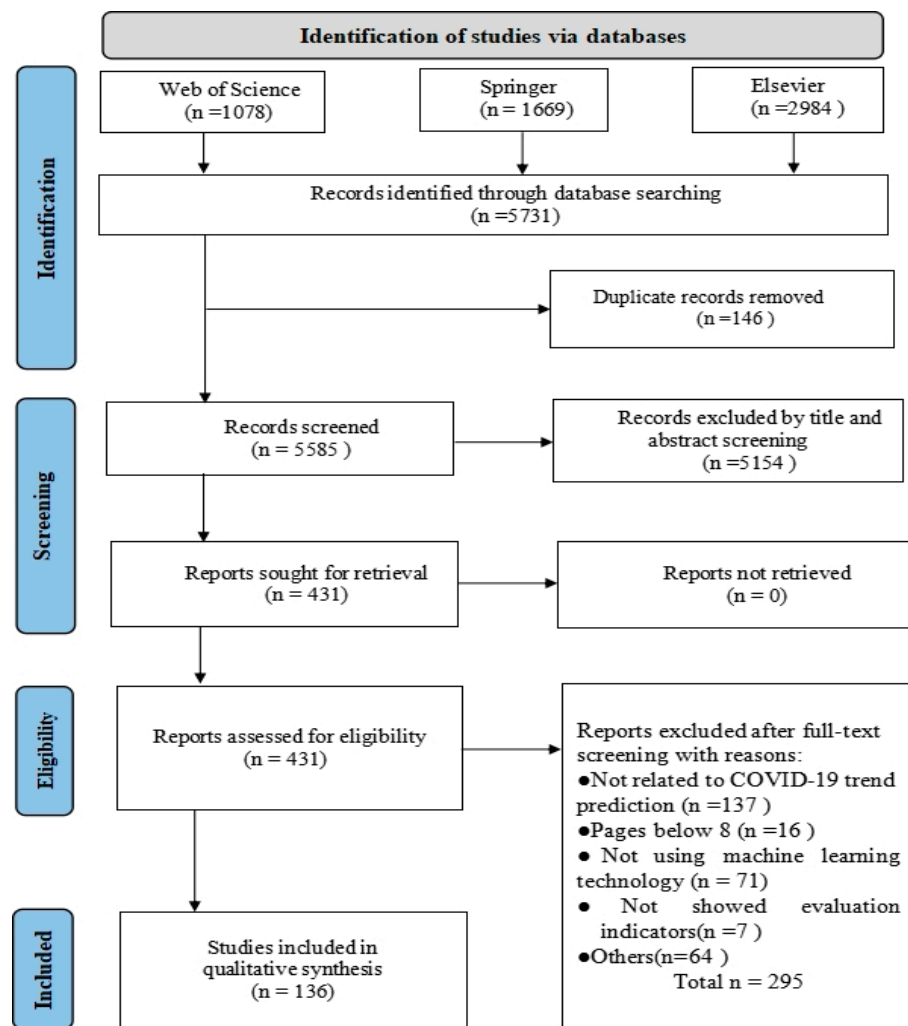 Identification of studies via databases
Identification
Web of Science
(n =1078)
Springer
(n = 1669)
Elsevier
(n =2984 )
Records identified through database searching
(n =5731)
Duplicate records removed
(n =146 )
Screening
Records screened
(n = 5585 )
Records excluded by title and
abstract screening
(n =5154 )
Reports sought for retrieval
(n = 431)
Reports not retrieved
(n = 0)
Eligibility
Reports assessed for eligibility
(n = 431)
Reports excluded after full-text
screening with reasons:
●Not related to COVID-19 trend
prediction (n =137 )
●Pages below 8 (n =16 )
● Not using machine learning
technology (n = 71)
● Not showed evaluation
indicators(n =7 )
●Others(n=64 )
Total n = 295
Included
Studies included in
qualitative synthesis
(n = 136)